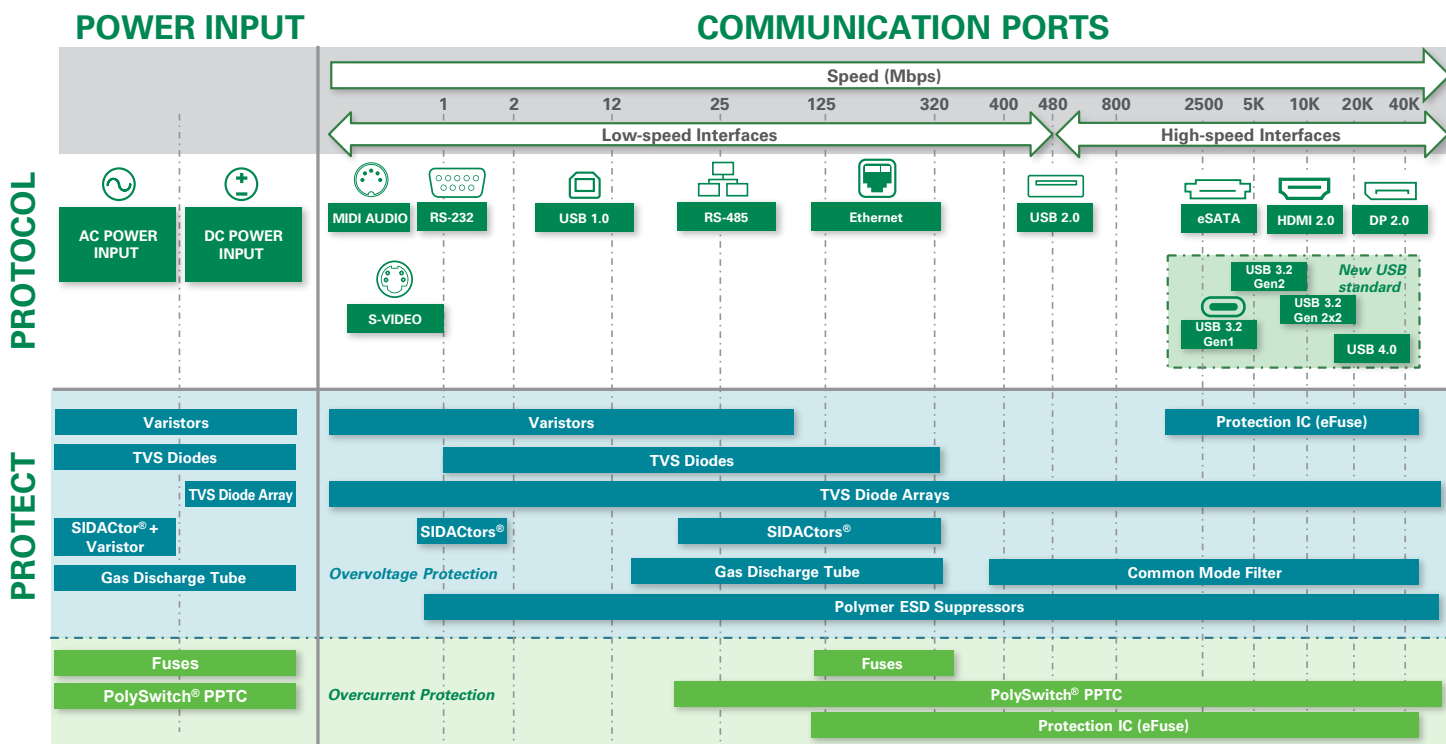 POWER INPUT
COMMUNICATION PORTS
Speed (Mbps)
1 2 12 25 125 320 400 480 800 2500 5K 10K 20K 40K
Low-speed Interfaces
High-speed Interfaces
PROTOCOL
AC POWER
INPUT
DC POWER
INPUT
MIDI AUDIO
RS-232
USB 1.0
RS-485
Ethernet
USB 2.0
eSATA
HDMI 2.0
DP 2.0
S-VIDEO
USB 3.2
Gen2
New USB
standard
USB 3.2
Gen 2x2
USB 3.2
Gen1
USB 4.0
PROTECT
Varistors
Varistors
Protection IC (eFuse)
TVS Diodes
TVS Diodes
TVS Diode Array
TVS Diode Arrays
SIDACtor® +
Varistor
SIDACtors®
SIDACtors®
Gas Discharge Tube
Overvoltage Protection
Gas Discharge Tube
Common Mode Filter
Polymer ESD Suppressors
Fuses
Fuses
PolySwitch® PPTC
Overcurrent Protection
PolySwitch® PPTC
Protection IC (eFuse)